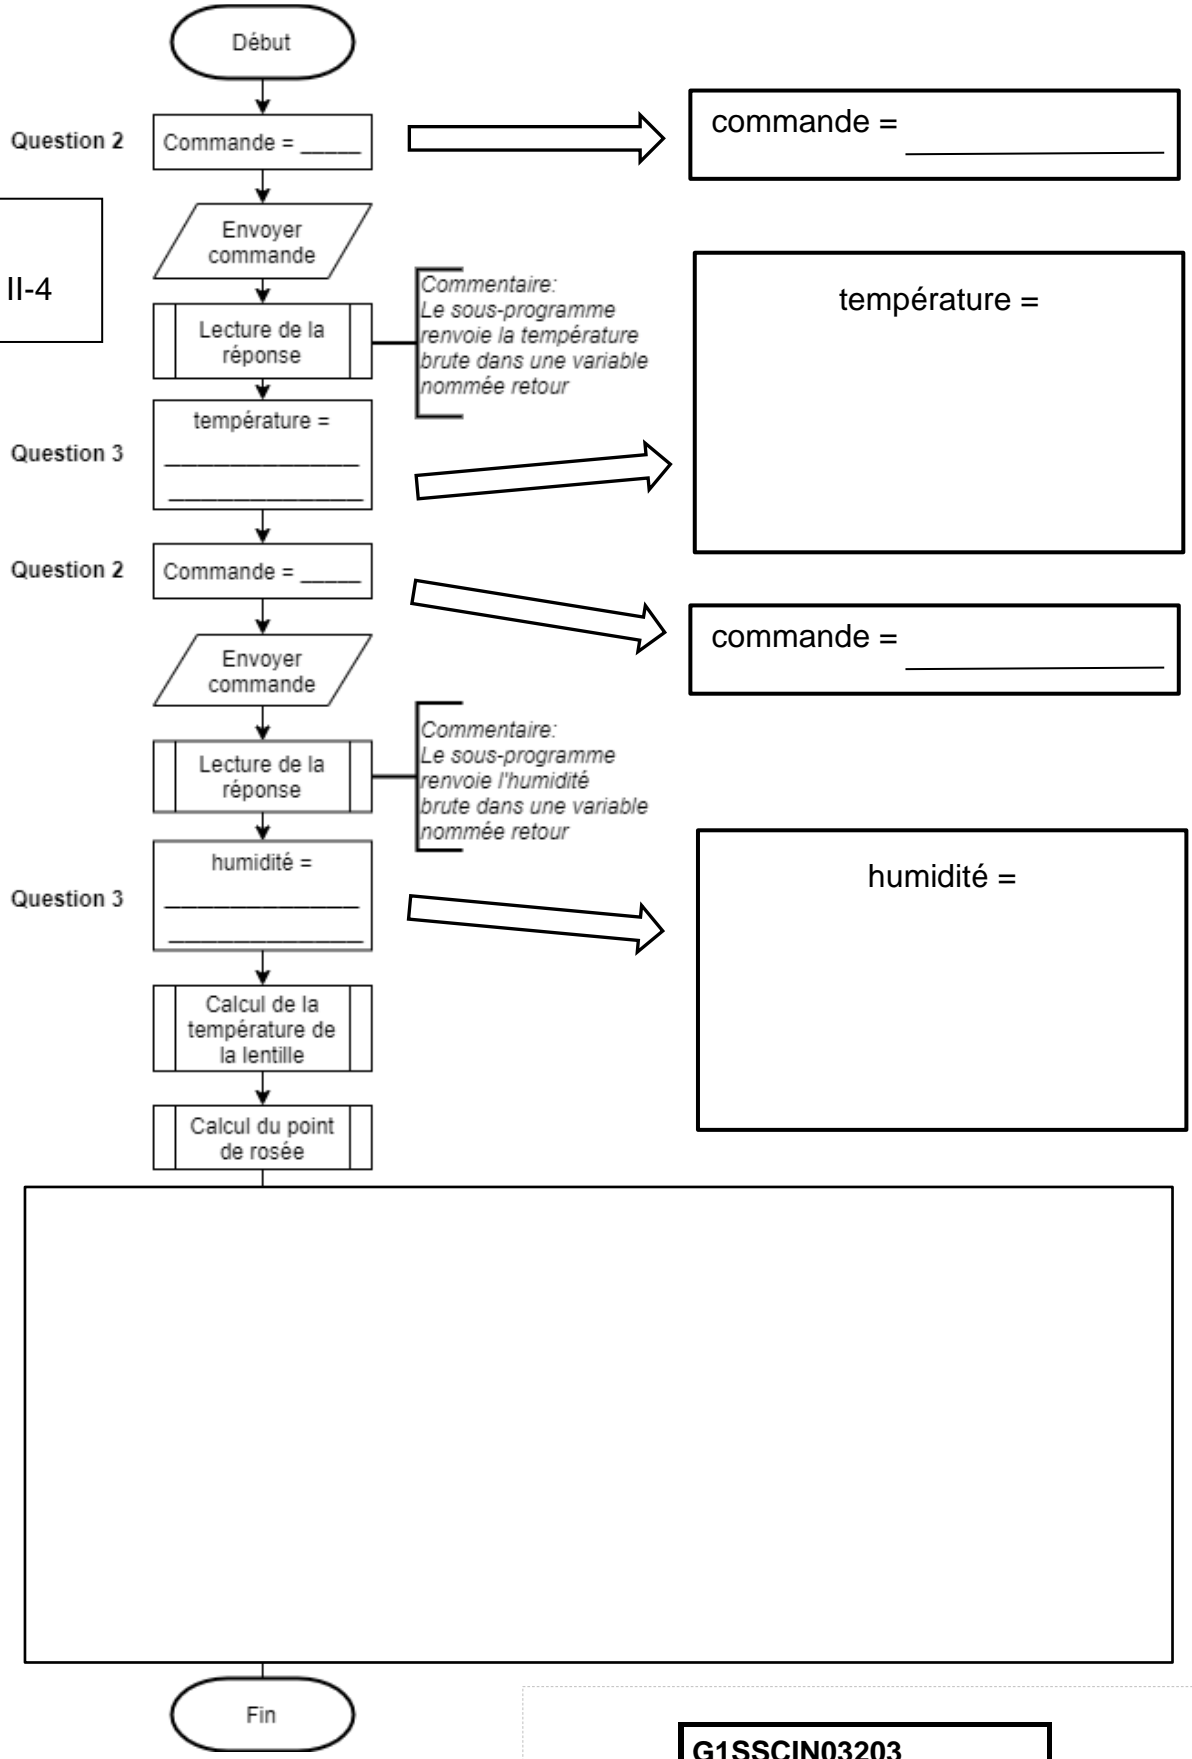 Début
Question 2
Commande = _____
commande =
Envoyer
commande
II-4
Commentaire:
Le sous-programme
renvoie la température
brute dans une variable
nommée retour
Lecture de la
réponse
température =
Question 3
température =
Question 2
Commande = _____
commande =
Envoyer
commande
Commentaire:
Le sous-programme
renvoie l'humidité
brute dans une variable
nommée retour
Lecture de la
réponse
humidité =
Question 3
humidité =
Calcul de la
température de
la lentille
Calcul du point
de rosée
Fin
G1SSCIN03203